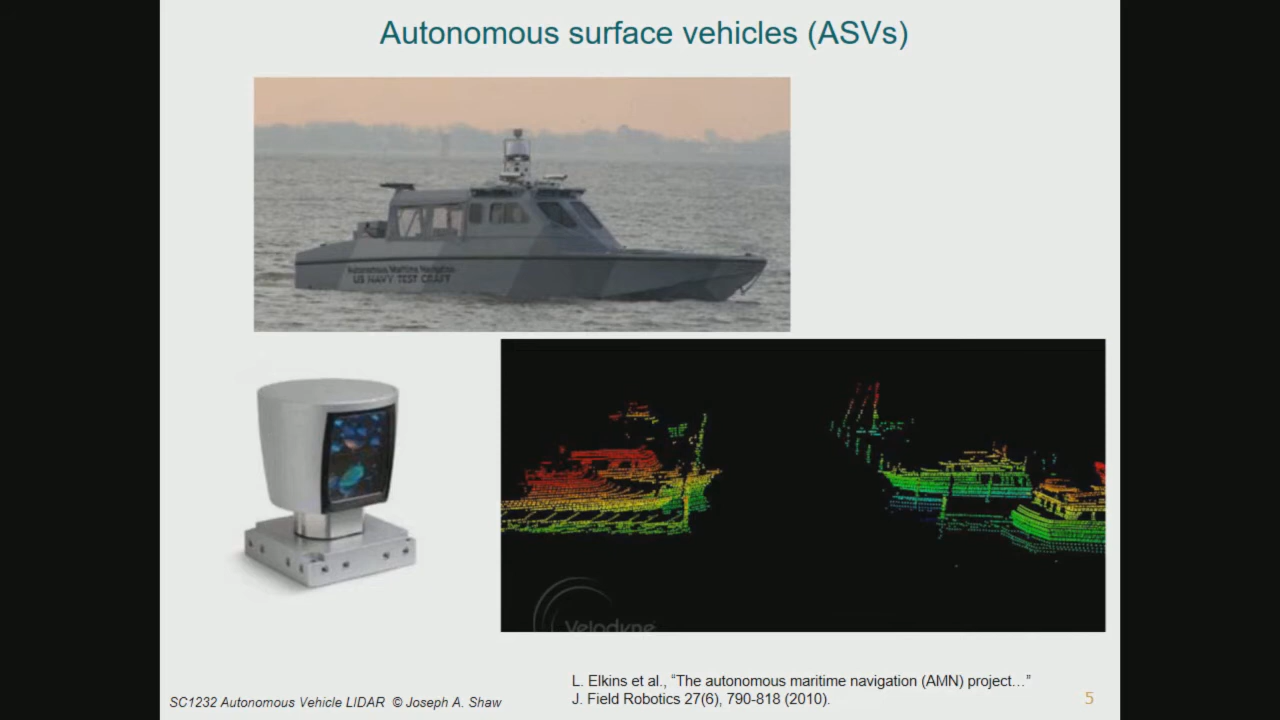 Autonomous surface vehicles (ASVs)
Autonomous Maritime Navigation
US NAVY TEST CRAFT
Velodyne
L. Elkins et al., “The autonomous maritime navigation (AMN) project…”
J. Field Robotics 27(6), 790-818 (2010).
SC1232 Autonomous Vehicle LIDAR © Joseph A. Shaw
5